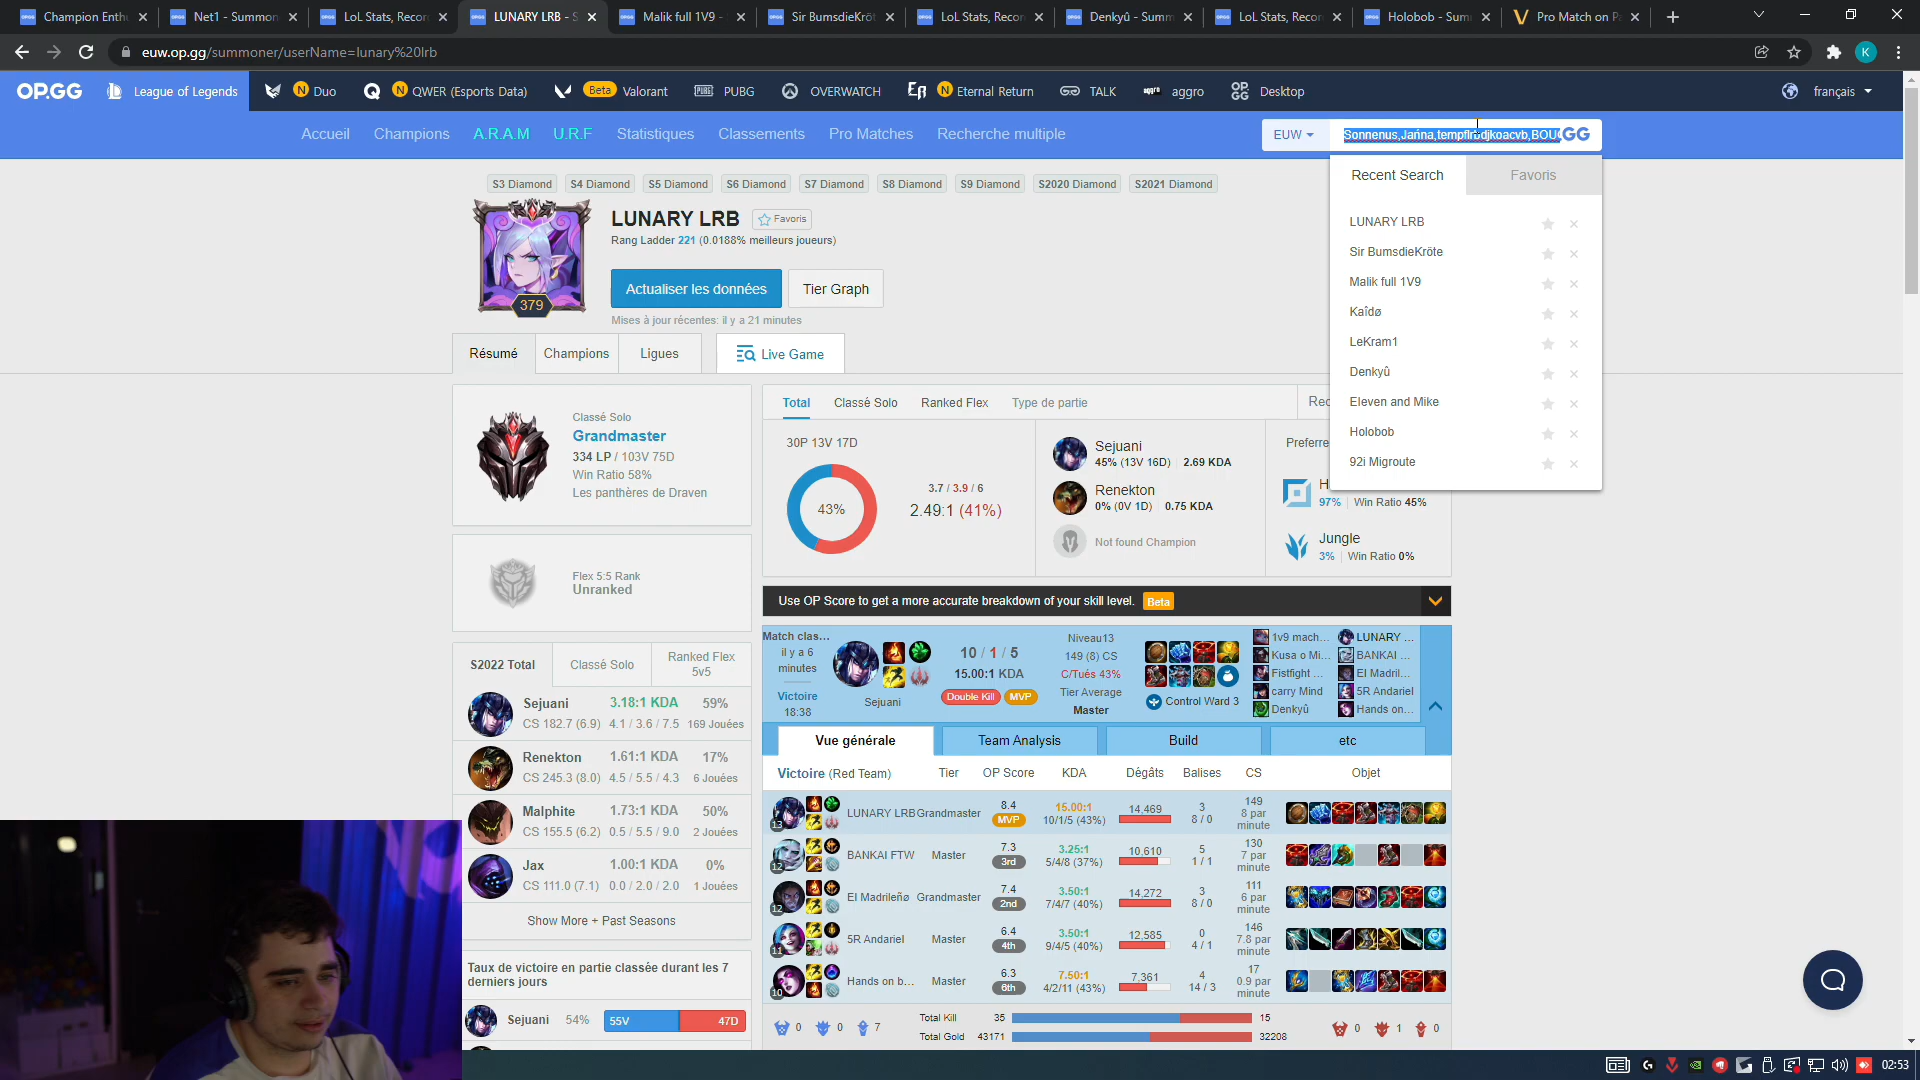 Champion Enth
Net1 - Summon
LoL Stats, Recor
LUNARY LRB - S
Malik full 1V9 -
Sir BumsdieKröt
LoL Stats, Recor
Denkyû - Summ
LoL Stats, Recor
Holobob - Sum
Pro Match on P
euw.op.gg/summoner/userName=lunary%20lrb
K
OP.GG
League of Legends
N Duo
N QWER (Esports Data)
Beta Valorant
PUBG
OVERWATCH
N Eternal Return
TALK
aggro
Desktop
français
Accueil
Champions
A.R.A.M
U.R.F
Statistiques
Classements
Pro Matches
Recherche multiple
EUW
GG
Recent Search
Favoris
LUNARY LRB
Sir BumsdieKröte
Malik full 1V9
Kaîdø
LeKram1
Denkyû
Eleven and Mike
Holobob
92i Migroute
S3 Diamond
S4 Diamond
S5 Diamond
S6 Diamond
S7 Diamond
S8 Diamond
S9 Diamond
S2020 Diamond
S2021 Diamond
379
LUNARY LRB
Favoris
Rang Ladder 221 (0.0188% meilleurs joueurs)
Actualiser les données
Tier Graph
Mises à jour récentes: il y a 21 minutes
Résumé
Champions
Ligues
Live Game
Classé Solo
Grandmaster
334 LP / 103V 75D
Win Ratio 58%
Les panthères de Draven
Flex 5:5 Rank
Unranked
S2022 Total
Classé Solo
Ranked Flex
5v5
Sejuani 3.18:1 KDA 59%
CS 182.7 (6.9) 4.1 / 3.6 / 7.5 169 Jouées
Renekton 1.61:1 KDA 17%
CS 245.3 (8.0) 4.5 / 5.5 / 4.3 6 Jouées
Malphite 1.73:1 KDA 50%
CS 155.5 (6.2) 0.5 / 5.5 / 9.0 2 Jouées
Jax 1.00:1 KDA 0%
CS 111.0 (7.1) 0.0 / 2.0 / 2.0 1 Jouées
Show More + Past Seasons
Taux de victoire en partie classée durant les 7
derniers jours
Sejuani 54% 55V 47D
Total
Classé Solo
Ranked Flex
Type de partie
Rec
30P 13V 17D
43%
3.7 / 3.9 / 6
2.49:1 (41%)
Sejuani
45% (13V 16D) 2.69 KDA
Renekton
0% (0V 1D) 0.75 KDA
Not found Champion
Preferre
H
97% Win Ratio 45%
Jungle
3% Win Ratio 0%
Use OP Score to get a more accurate breakdown of your skill level. Beta
Match clas...
il y a 6
minutes
Victoire
18:38
Sejuani
10 / 1 / 5
15.00:1 KDA
Double Kill MVP
Niveau13
149 (8) CS
C/Tués 43%
Tier Average
Master
Control Ward 3
1v9 mach...
Kusa o Mi...
Fistfight ...
carry Mind
Denkyû
LUNARY ...
BANKAI ...
El Madril...
5R Andariel
Hands on...
Vue générale
Team Analysis
Build
etc
Victoire (Red Team) Tier OP Score KDA Dégâts Balises CS Objet
13 LUNARY LRB Grandmaster 8.4 MVP 15.00:1 10/1/5 (43%) 14,469 3 8 / 0 149 8 par minute
12 BANKAI FTW Master 7.3 3rd 3.25:1 5/4/8 (37%) 10,610 5 1 / 1 130 7 par minute
12 El Madrileño Grandmaster 7.4 2nd 3.50:1 7/4/7 (40%) 14,272 3 8 / 0 111 6 par minute
11 5R Andariel Master 6.4 4th 3.50:1 9/4/5 (40%) 12,585 0 4 / 1 146 7.8 par minute
10 Hands on b... Master 6.3 6th 7.50:1 4/2/11 (43%) 7,361 4 14 / 3 17 0.9 par minute
0 0 7
Total Kill 35 15
Total Gold 43171 32208
0 1 0
02:53